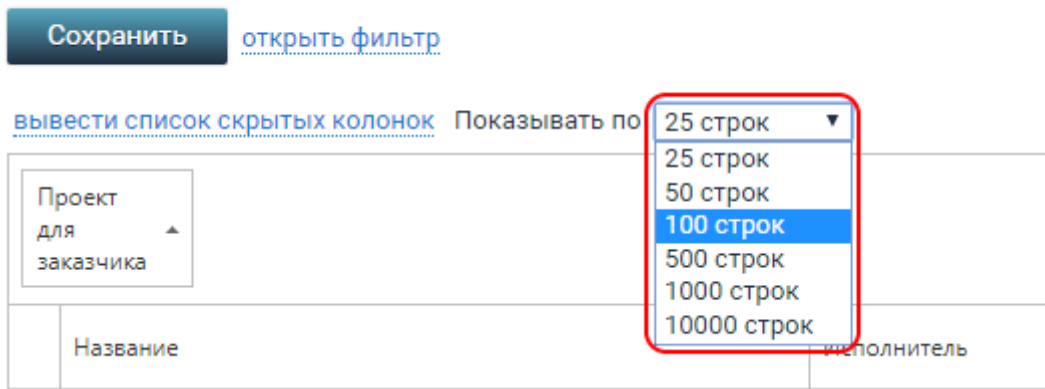 Сохранить открыть фильтр
вывести список скрытых колонок Показывать по 25 строк
25 строк
50 строк
100 строк
500 строк
1000 строк
10000 строк
Проект
для
заказчика
Название Исполнитель